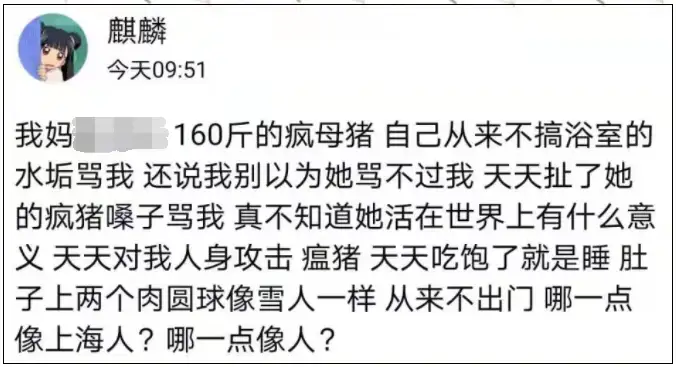 麒麟
今天09:51
我妈 160斤的疯母猪 自己从来不搞浴室的
水垢骂我 还说我别以为她骂不过我 天天扯了她
的疯猪嗓子骂我 真不知道她活在世界上有什么意
义 天天对我人身攻击 瘟猪 天天吃饱了就是睡 肚
子上两个肉圆球像雪人一样 从来不出门 哪一点
像上海人？哪一点像人？